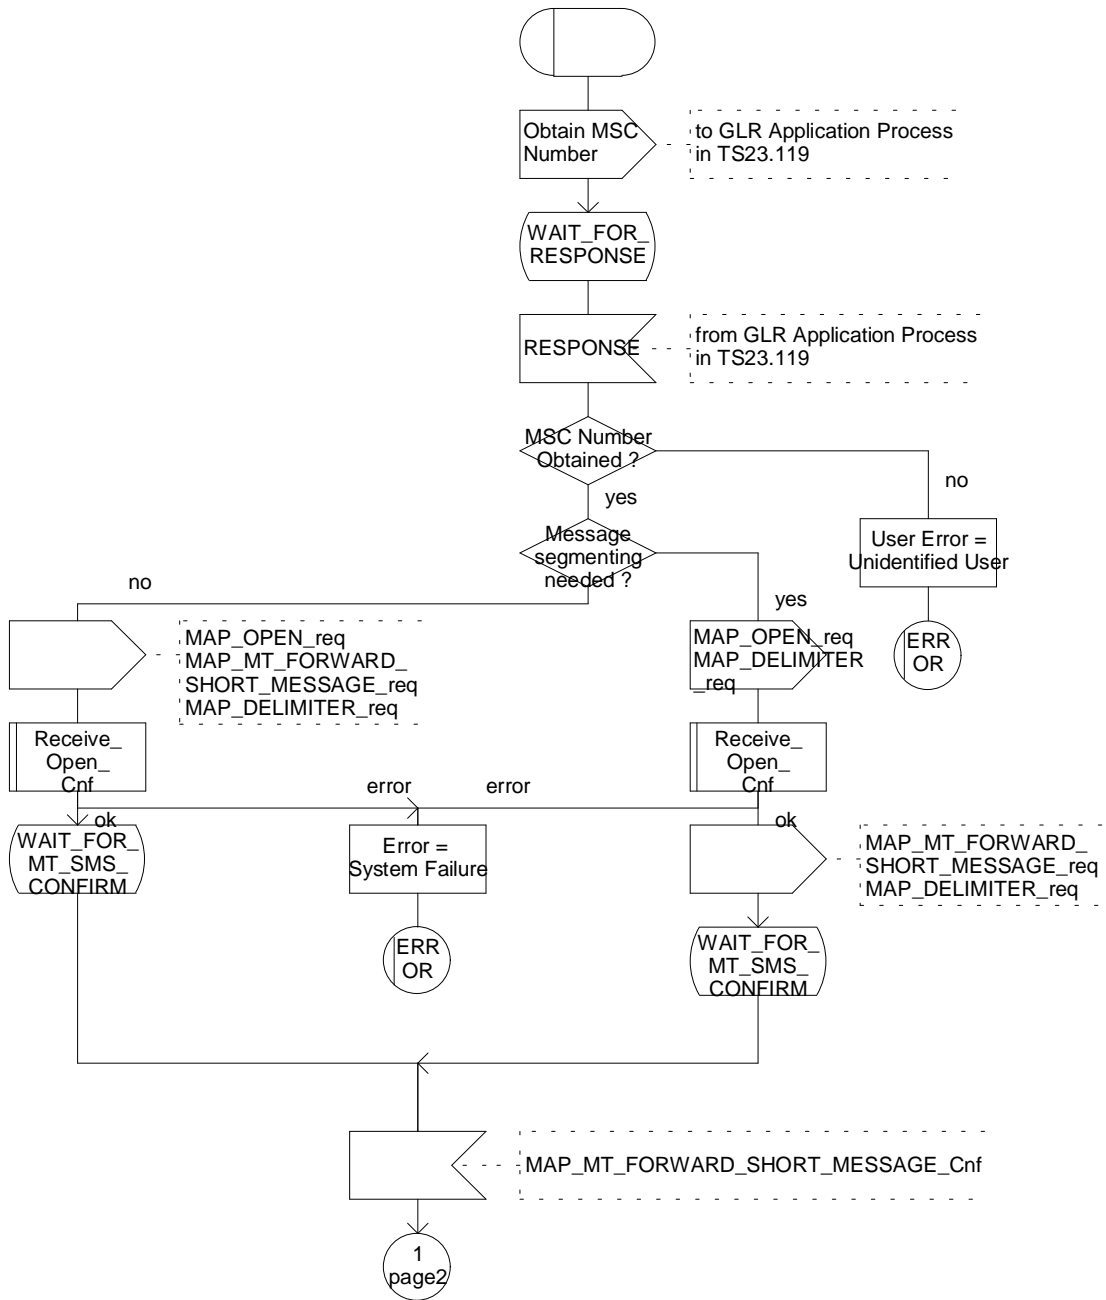 Obtain MSC
Number
to GLR Application Process
in TS23.119
WAIT_FOR_
RESPONSE
RESPONSE
from GLR Application Process
in TS23.119
MSC Number
Obtained ?
no
yes
Message
segmenting
needed ?
User Error =
Unidentified User
no
yes
MAP_OPEN_req
MAP_MT_FORWARD_
SHORT_MESSAGE_req
MAP_DELIMITER_req
MAP_OPEN_req
MAP_DELIMITER
_req
ERR
OR
Receive_
Open_
Cnf
Receive_
Open_
Cnf
error
error
ok
ok
WAIT_FOR_
MT_SMS_
CONFIRM
Error =
System Failure
MAP_MT_FORWARD_
SHORT_MESSAGE_req
MAP_DELIMITER_req
ERR
OR
WAIT_FOR_
MT_SMS_
CONFIRM
MAP_MT_FORWARD_SHORT_MESSAGE_Cnf
1
page2